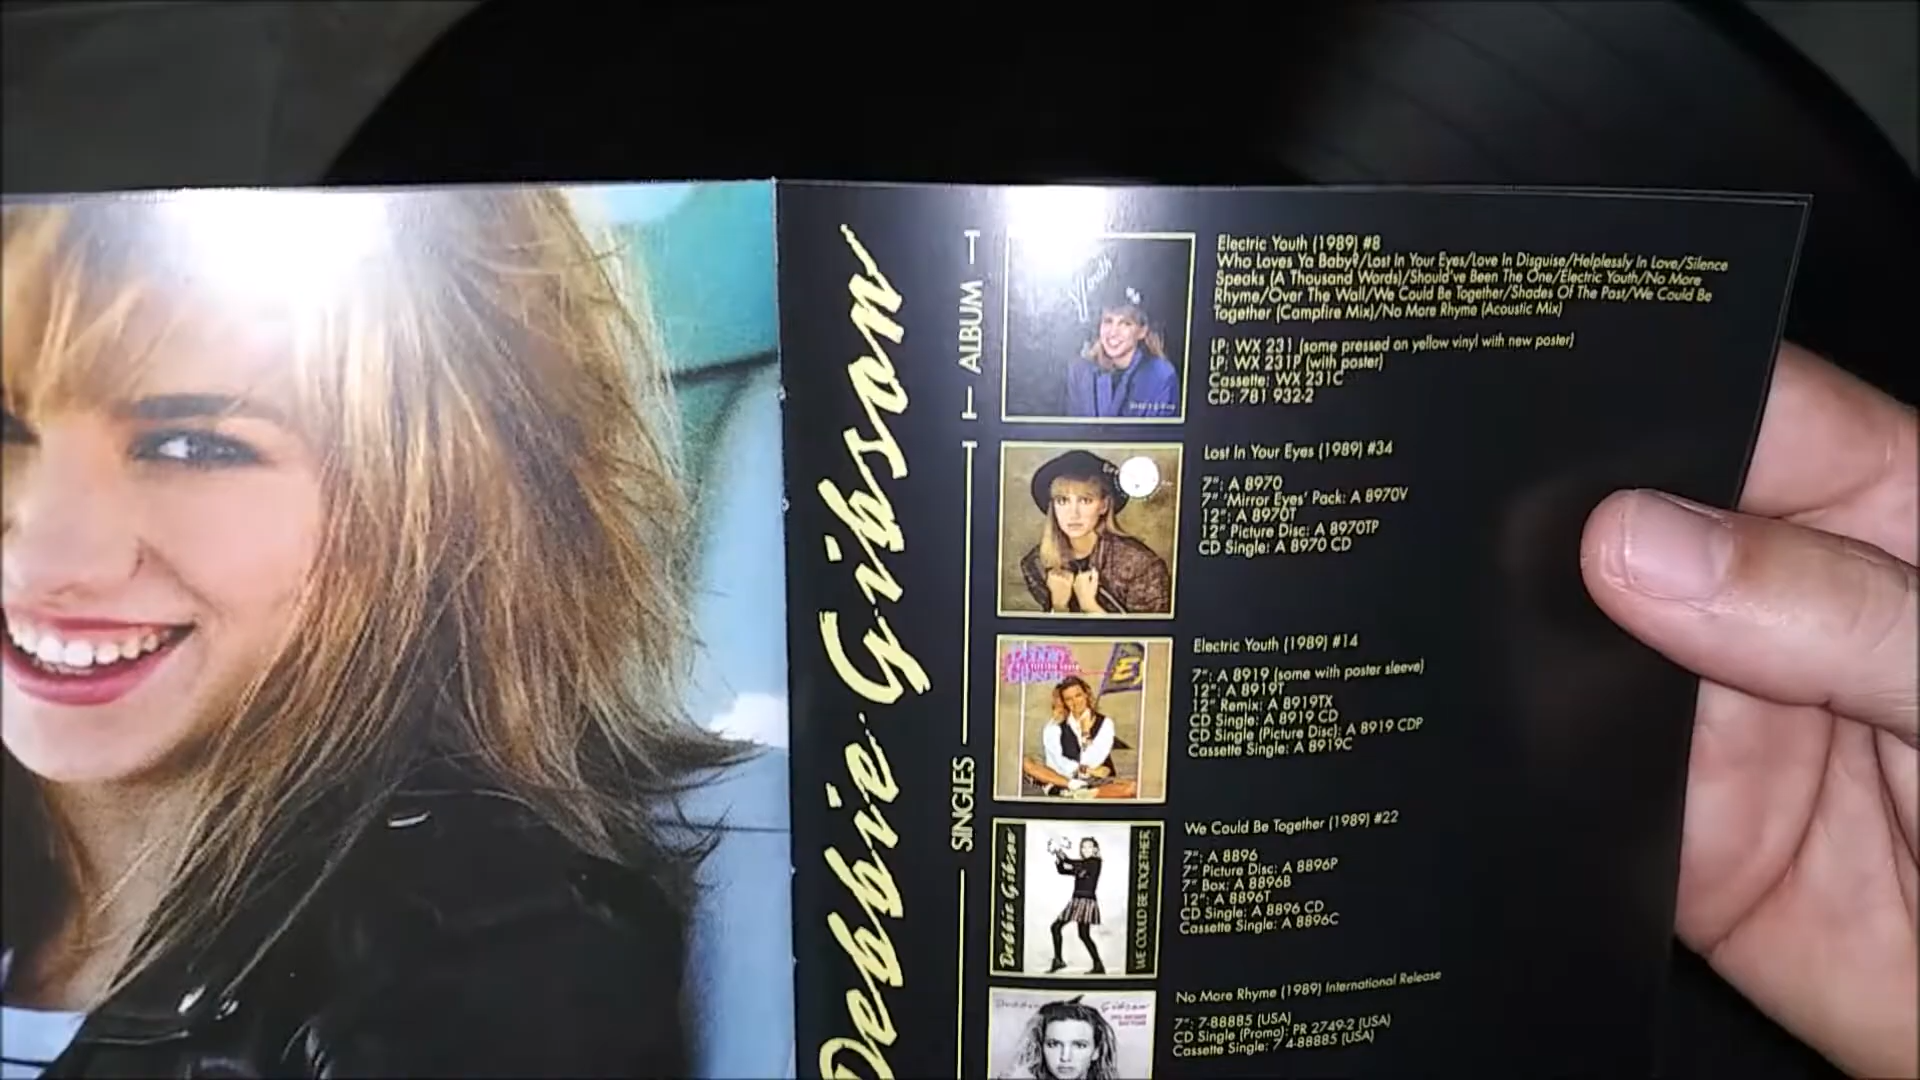 Debbie Gibson
ALBUM
SINGLES
Youth
Electric Youth (1989) #8
Who Loves Ya Baby?/Lost In Your Eyes/Love In Disguise/Helplessly In Love/Silence
Speaks (A Thousand Words)/Should've Been The One/Electric Youth/No More
Rhyme/Over The Wall/We Could Be Together/Shades Of The Past/We Could Be
Together (Campfire Mix)/No More Rhyme (Acoustic Mix)
LP: WX 231 (some pressed on yellow vinyl with new poster)
LP: WX 231P (with poster)
Cassette: WX 231C
CD: 781 932-2
Lost In Your Eyes (1989) #34
7": A 8970
7" 'Mirror Eyes' Pack: A 8970V
12": A 8970T
12" Picture Disc: A 8970TP
CD Single: A 8970 CD
Debbie
Gibson
E
Electric Youth (1989) #14
7": A 8919 (some with poster sleeve)
12": A 8919T
12" Remix: A 8919TX
CD Single: A 8919 CD
CD Single (Picture Disc): A 8919 CDP
Cassette Single: A 8919C
Debbie Gibson
WE COULD BE TOGETHER
We Could Be Together (1989) #22
7": A 8896
7" Picture Disc: A 8896P
7" Box: A 8896B
12": A 8896T
CD Single: A 8896 CD
Cassette Single: A 8896C
Gibson
No More Rhyme (1989) International Release
7": 7-88885 (USA)
CD Single (Promo): PR 2749-2 (USA)
Cassette Single: 7 4-88885 (USA)